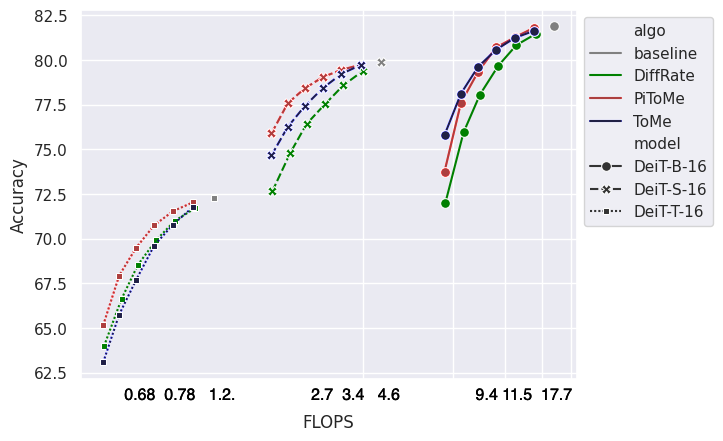 82.5
80.0
77.5
75.0
72.5
70.0
67.5
65.0
62.5
Accuracy
0.68 0.78 1.2. 2.7 3.4 4.6 9.4 11.5 17.7
FLOPS
algo
baseline
DiffRate
PiToMe
ToMe
model
DeiT-B-16
DeiT-S-16
DeiT-T-16